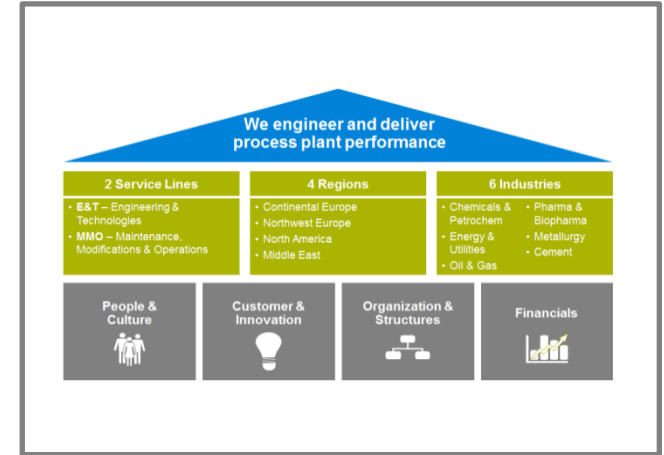 We engineer and deliver
process plant performance
2 Service Lines
• E&T – Engineering &
Technologies
• MMO – Maintenance,
Modifications & Operations
4 Regions
• Continental Europe
• Northwest Europe
• North America
• Middle East
6 Industries
• Chemicals &
Petrochem
• Energy &
Utilities
• Oil & Gas
• Pharma &
Biopharma
• Metallurgy
• Cement
People &
Culture
Customer &
Innovation
Organization &
Structures
Financials